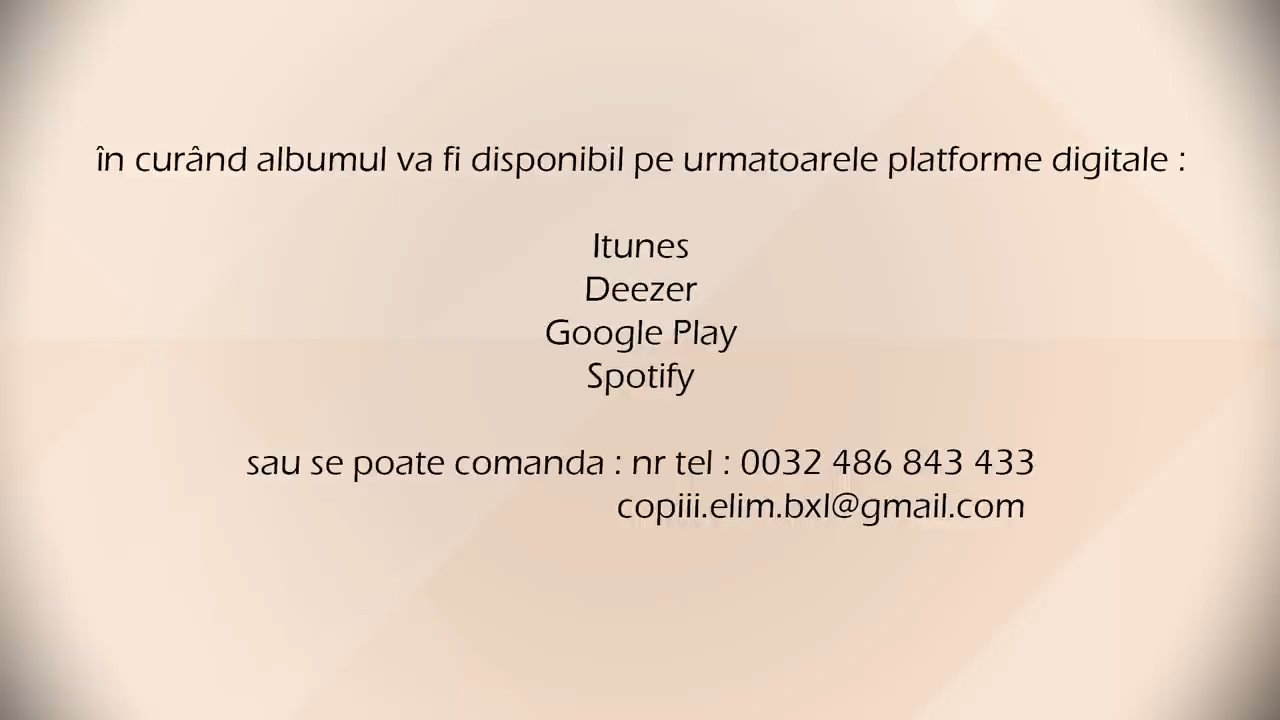 în curând albumul va fi disponibil pe urmatoarele platforme digitale :
Itunes
Deezer
Google Play
Spotify
sau se poate comanda : nr tel : 0032 486 843 433
copiii.elim.bxl@gmail.com